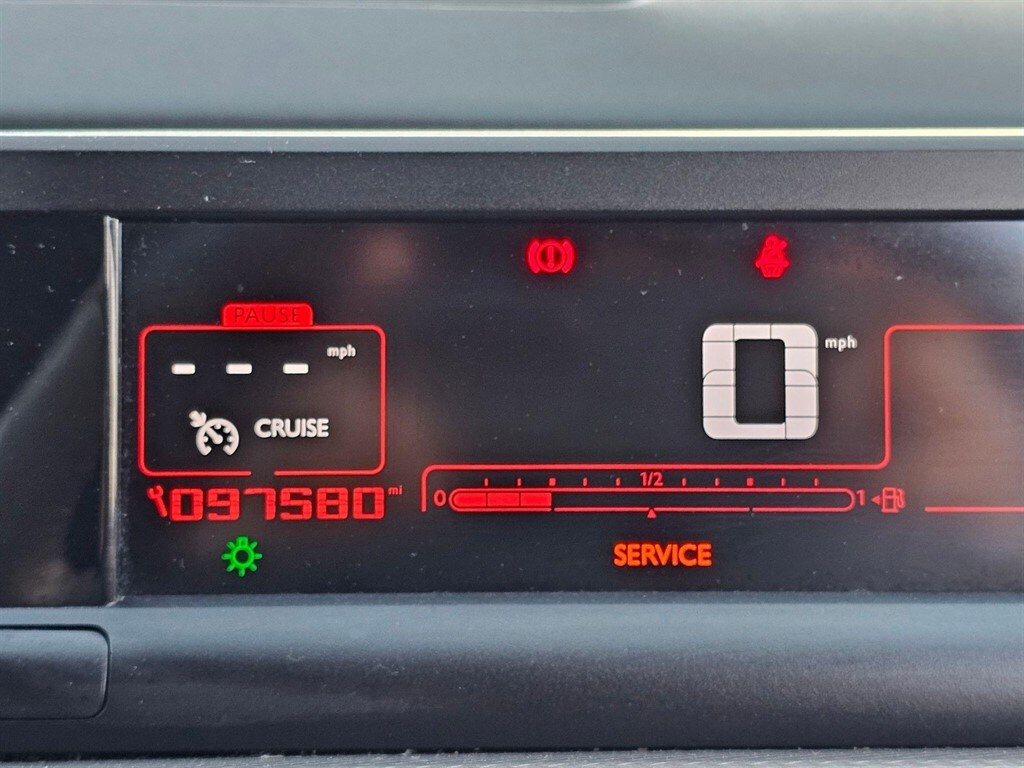 PAUSE
- - - mph
0 mph
CRUISE
097580 mi
0 1/2 1
SERVICE